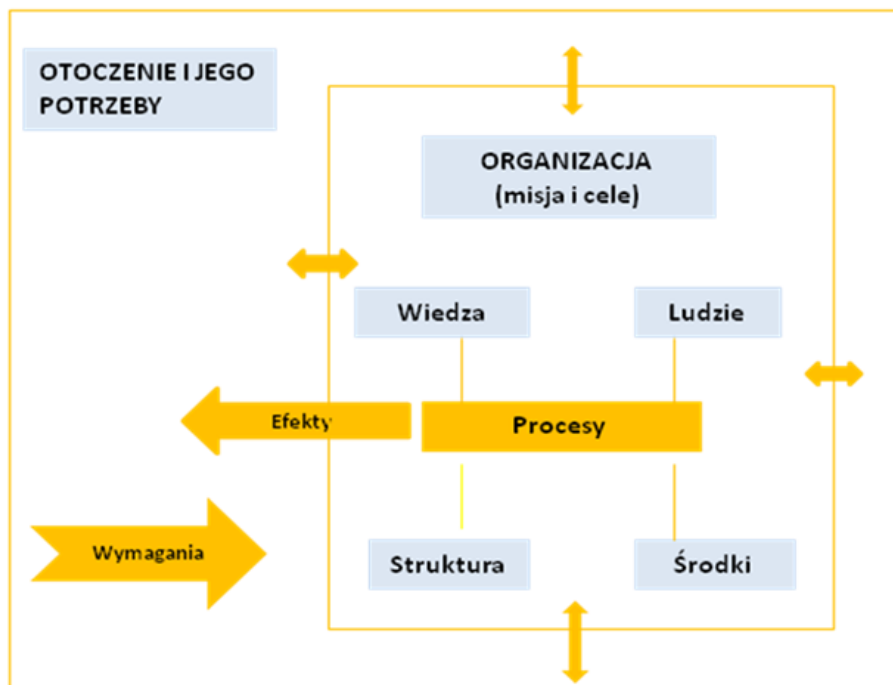 OTOCZENIE I JEGO
POTRZEBY
ORGANIZACJA
(misja i cele)
Wiedza
Ludzie
Efekty
Procesy
Wymagania
Struktura
Środki